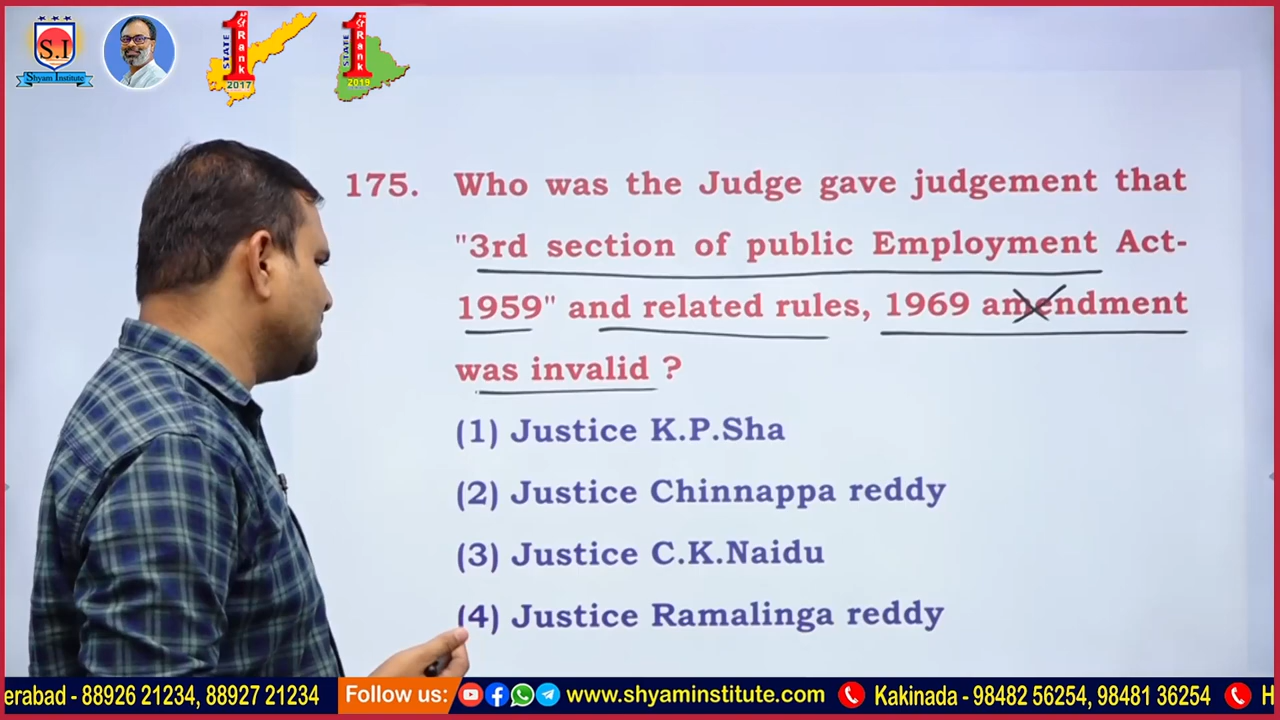 S.I
Shyam Institute
STATE 1 Rank
2017
STATE 1 Rank
2019
175. Who was the Judge gave judgement that
"3rd section of public Employment Act-
1959" and related rules, 1969 amendment
was invalid ?
(1) Justice K.P.Sha
(2) Justice Chinnappa reddy
(3) Justice C.K.Naidu
(4) Justice Ramalinga reddy
erabad - 88926 21234, 88927 21234 Follow us: www.shyaminstitute.com Kakinada - 98482 56254, 98481 36254 H